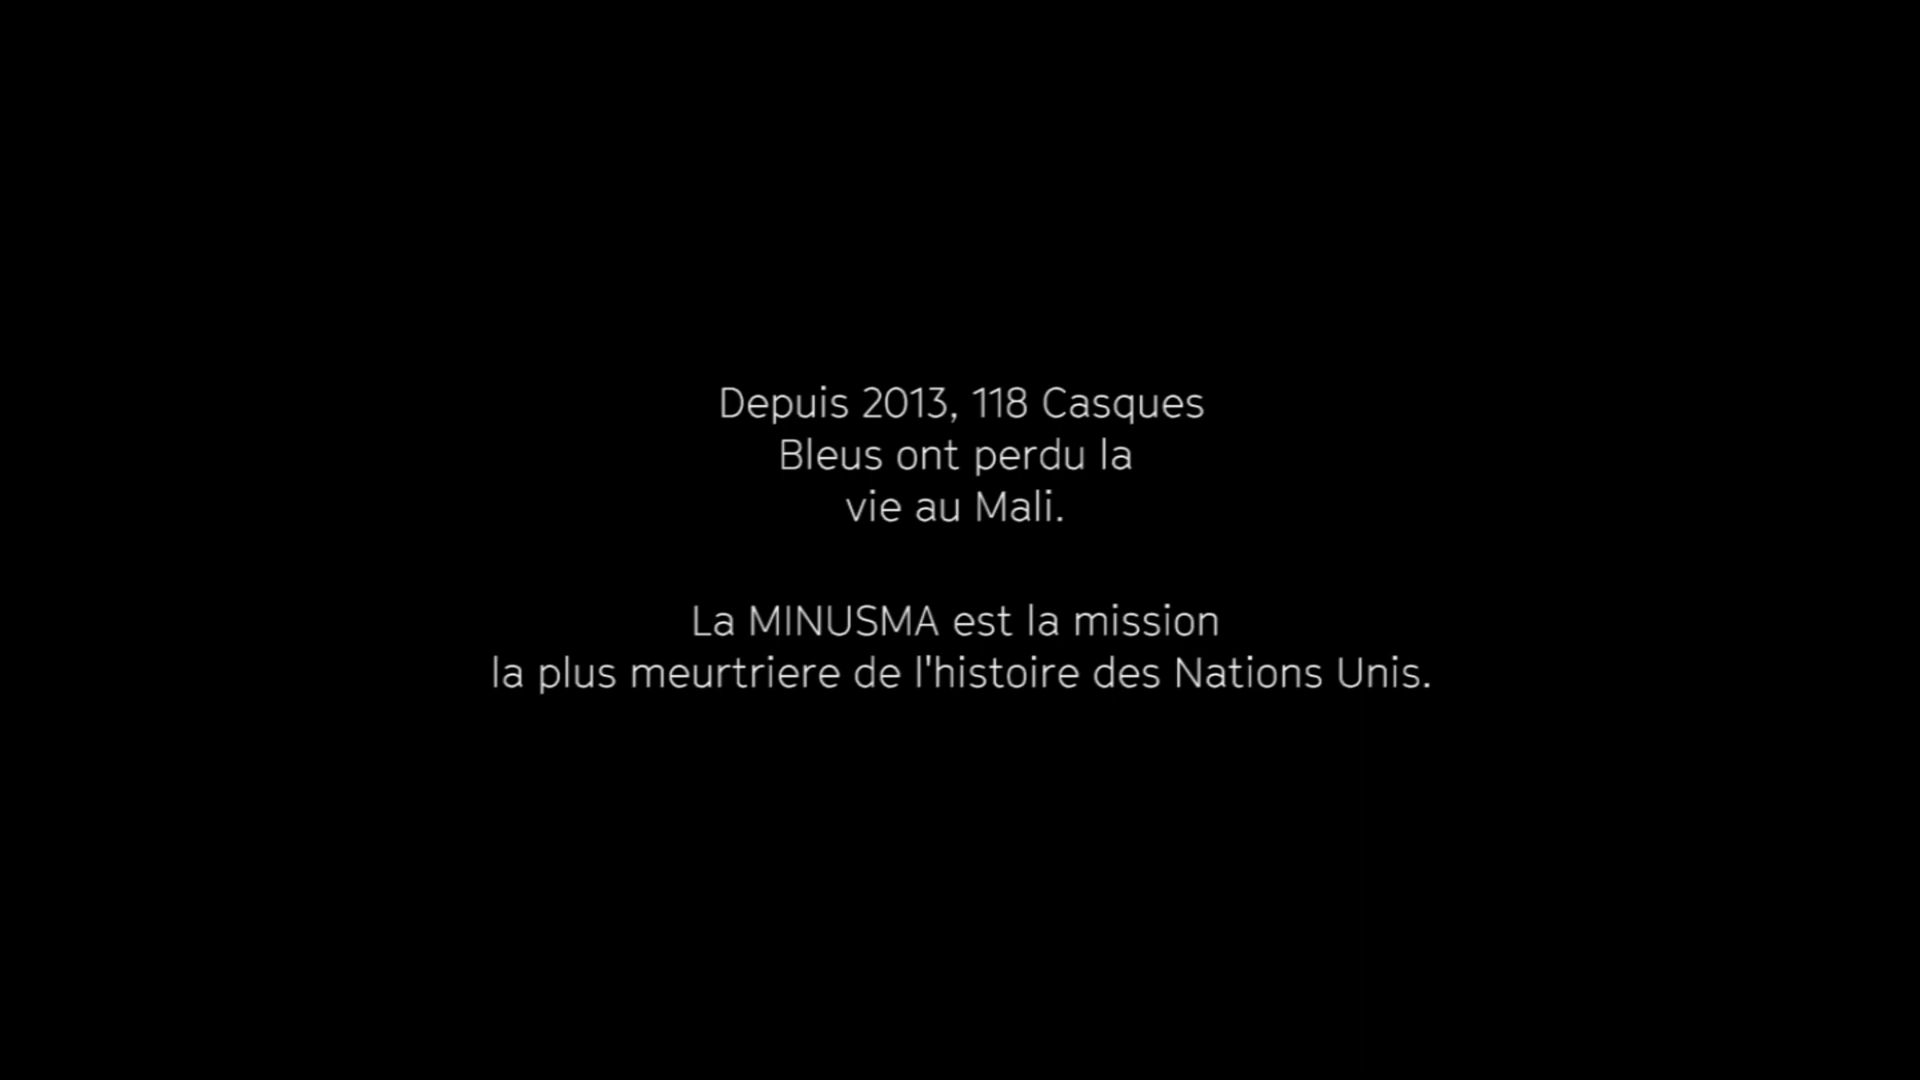 Depuis 2013, 118 Casques
Bleus ont perdu la
vie au Mali.
La MINUSMA est la mission
la plus meurtriere de l'histoire des Nations Unis.